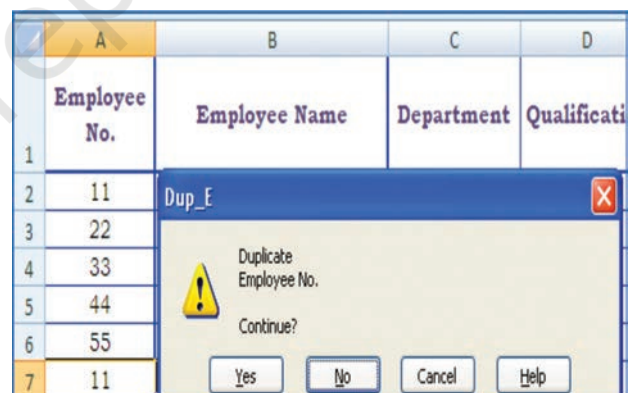 A B C D
Employee No. Employee Name Department Qualificati
1
2 11 Dup_E
3 22
4 33 Duplicate
Employee No.
5 44
Continue?
6 55
7 11 Yes No Cancel Help